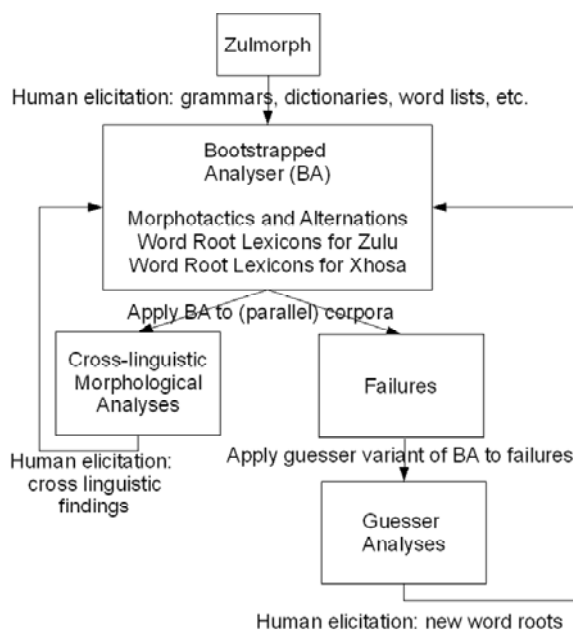 Zulmorph
Human elicitation: grammars, dictionaries, word lists, etc.
Bootstrapped
Analyser (BA)
Morphotactics and Alternations
Word Root Lexicons for Zulu
Word Root Lexicons for Xhosa
Apply BA to (parallel) corpora
Cross-linguistic
Morphological
Analyses
Failures
Human elicitation:
cross linguistic
findings
Apply guesser variant of BA to failures
Guesser
Analyses
Human elicitation: new word roots